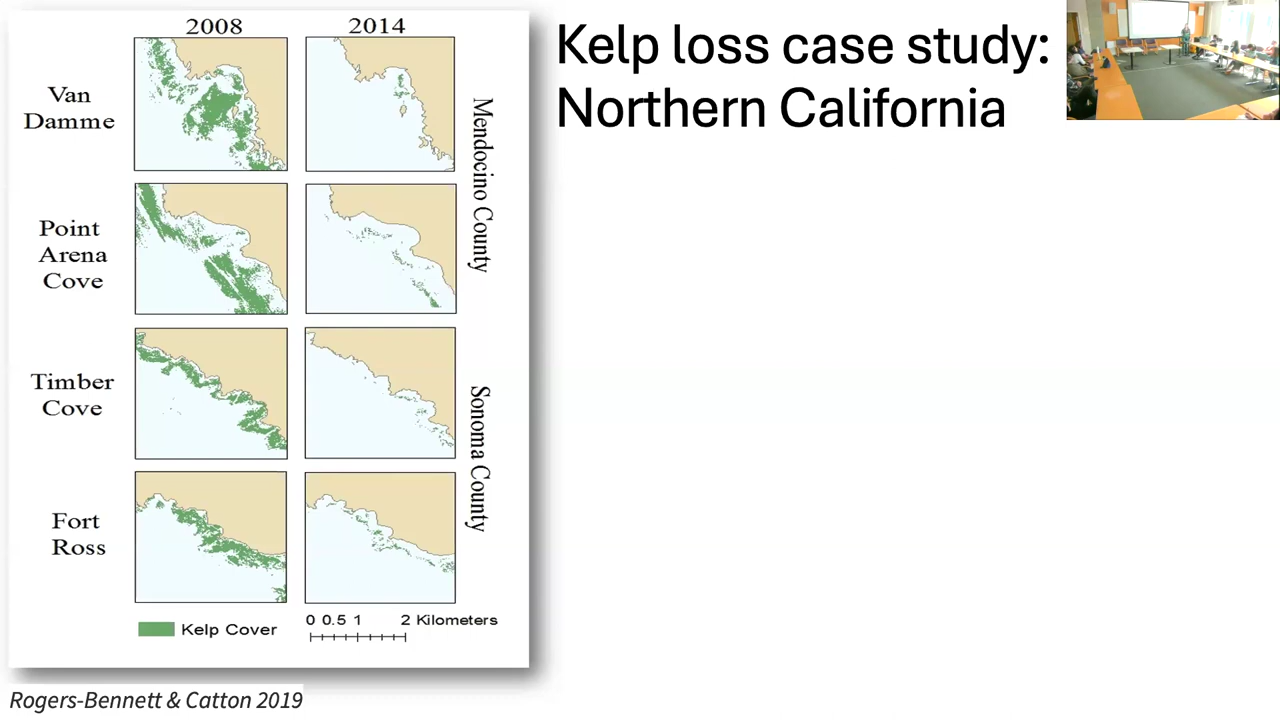 Kelp loss case study:
Northern California
2008
2014
Van
Damme
Point
Arena
Cove
Timber
Cove
Fort
Ross
Mendocino County
Sonoma County
Kelp Cover
0 0.5 1 2 Kilometers
Rogers-Bennett & Catton 2019